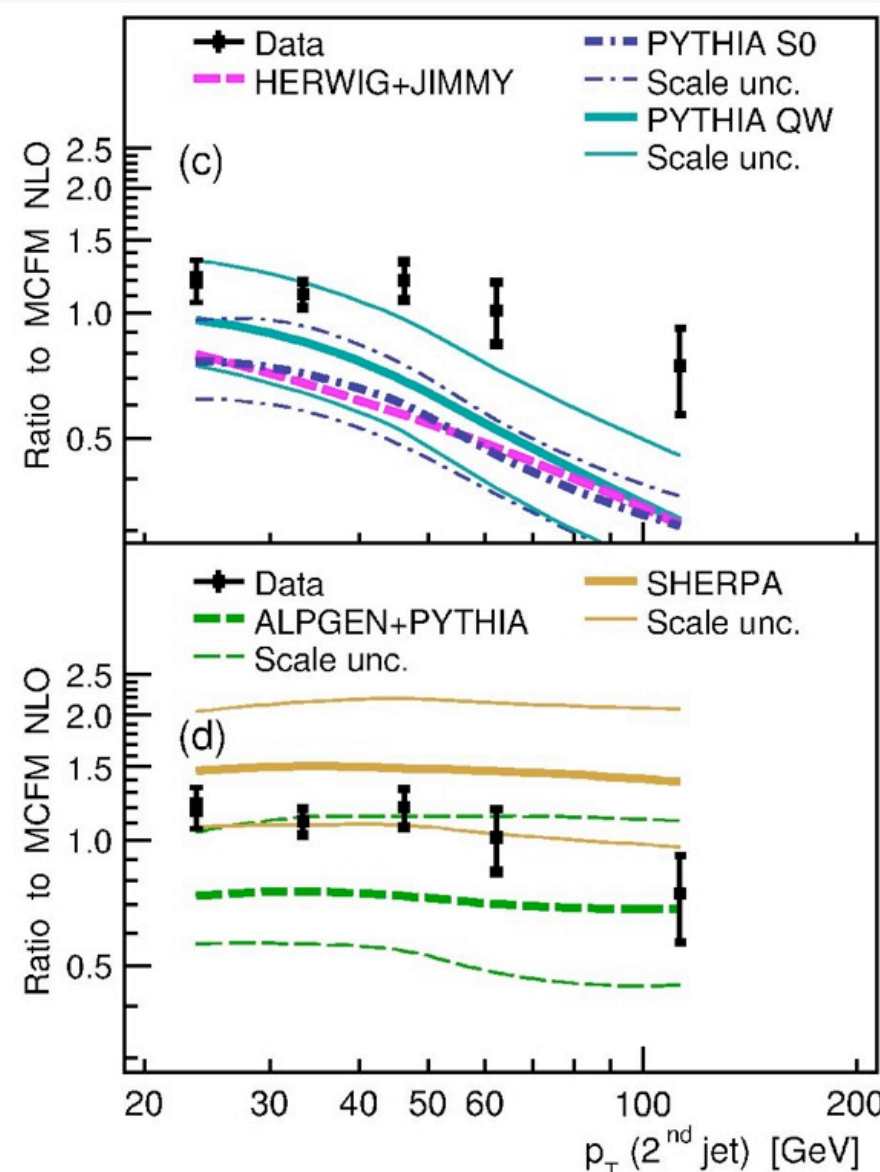 Data
HERWIG+JIMMY
PYTHIA S0
Scale unc.
PYTHIA QW
Scale unc.
(c)
Ratio to MCFM NLO
2.5
2.0
1.5
1.0
0.5
Data
ALPGEN+PYTHIA
Scale unc.
SHERPA
Scale unc.
(d)
Ratio to MCFM NLO
2.5
2.0
1.5
1.0
0.5
20 30 40 50 60 100 200
p_T (2^nd jet) [GeV]